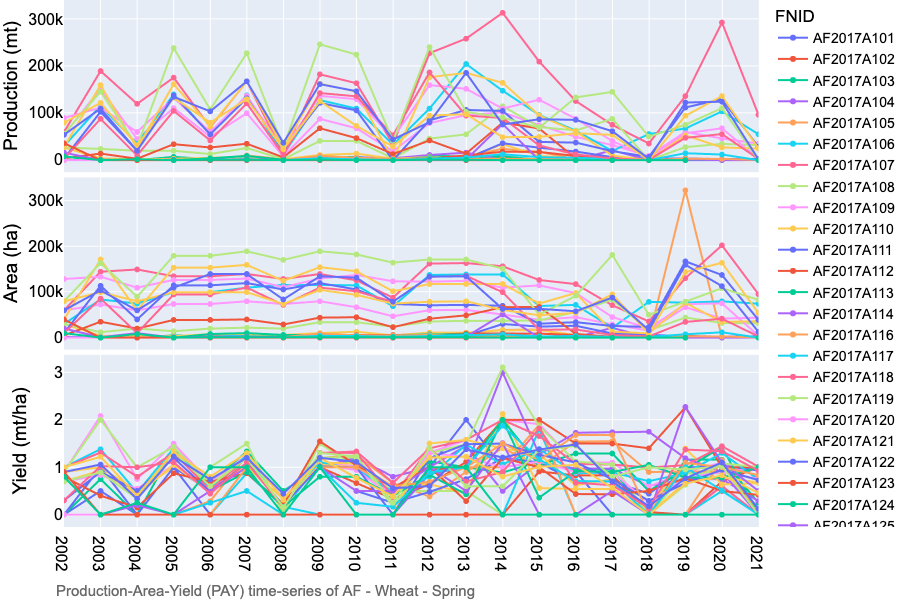 FNID
Production (mt)
300k
200k
100k
0
Area (ha)
300k
200k
100k
0
Yield (mt/ha)
3
2
1
0
2002
2003
2004
2005
2006
2007
2008
2009
2010
2011
2012
2013
2014
2015
2016
2017
2018
2019
2020
2021
AF2017A101
AF2017A102
AF2017A103
AF2017A104
AF2017A105
AF2017A106
AF2017A107
AF2017A108
AF2017A109
AF2017A110
AF2017A111
AF2017A112
AF2017A113
AF2017A114
AF2017A116
AF2017A117
AF2017A118
AF2017A119
AF2017A120
AF2017A121
AF2017A122
AF2017A123
AF2017A124
AF2017A125
Production-Area-Yield (PAY) time-series of AF - Wheat - Spring